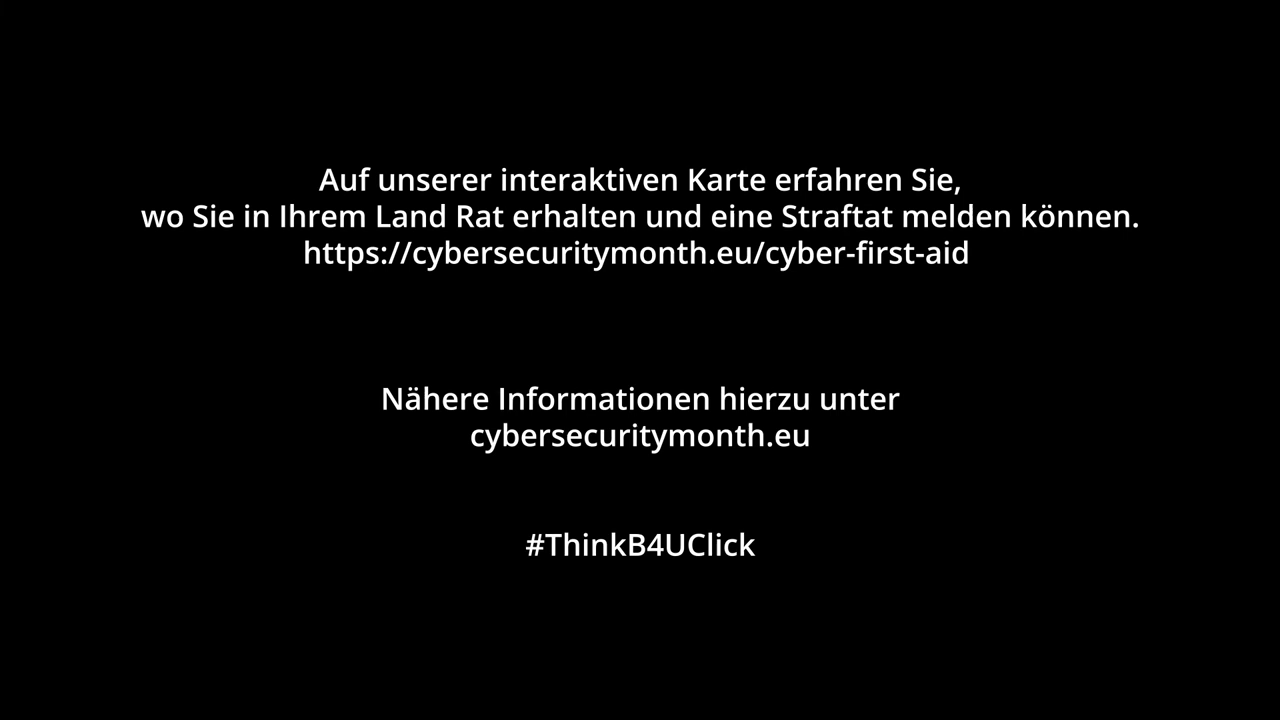 Auf unserer interaktiven Karte erfahren Sie,
wo Sie in Ihrem Land Rat erhalten und eine Straftat melden können.
https://cybersecuritymonth.eu/cyber-first-aid
Nähere Informationen hierzu unter
cybersecuritymonth.eu
#ThinkB4UClick